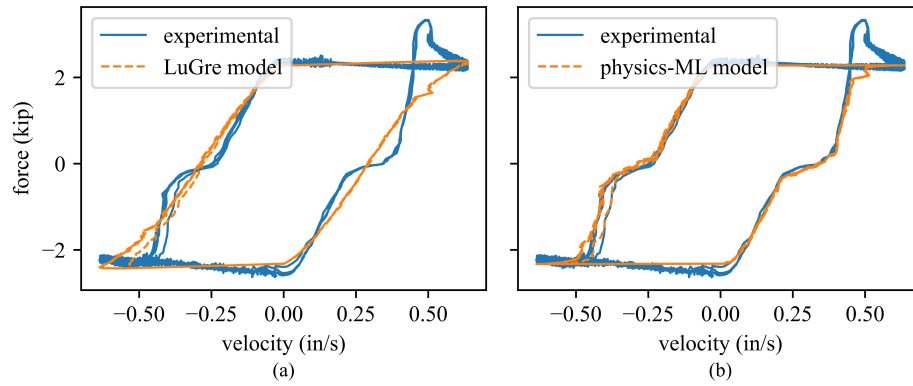 experimental
LuGre model
force (kip)
2
0
−2
−0.50
−0.25
0.00
0.25
0.50
velocity (in/s)
(a)
experimental
physics-ML model
2
0
−2
−0.50
−0.25
0.00
0.25
0.50
velocity (in/s)
(b)